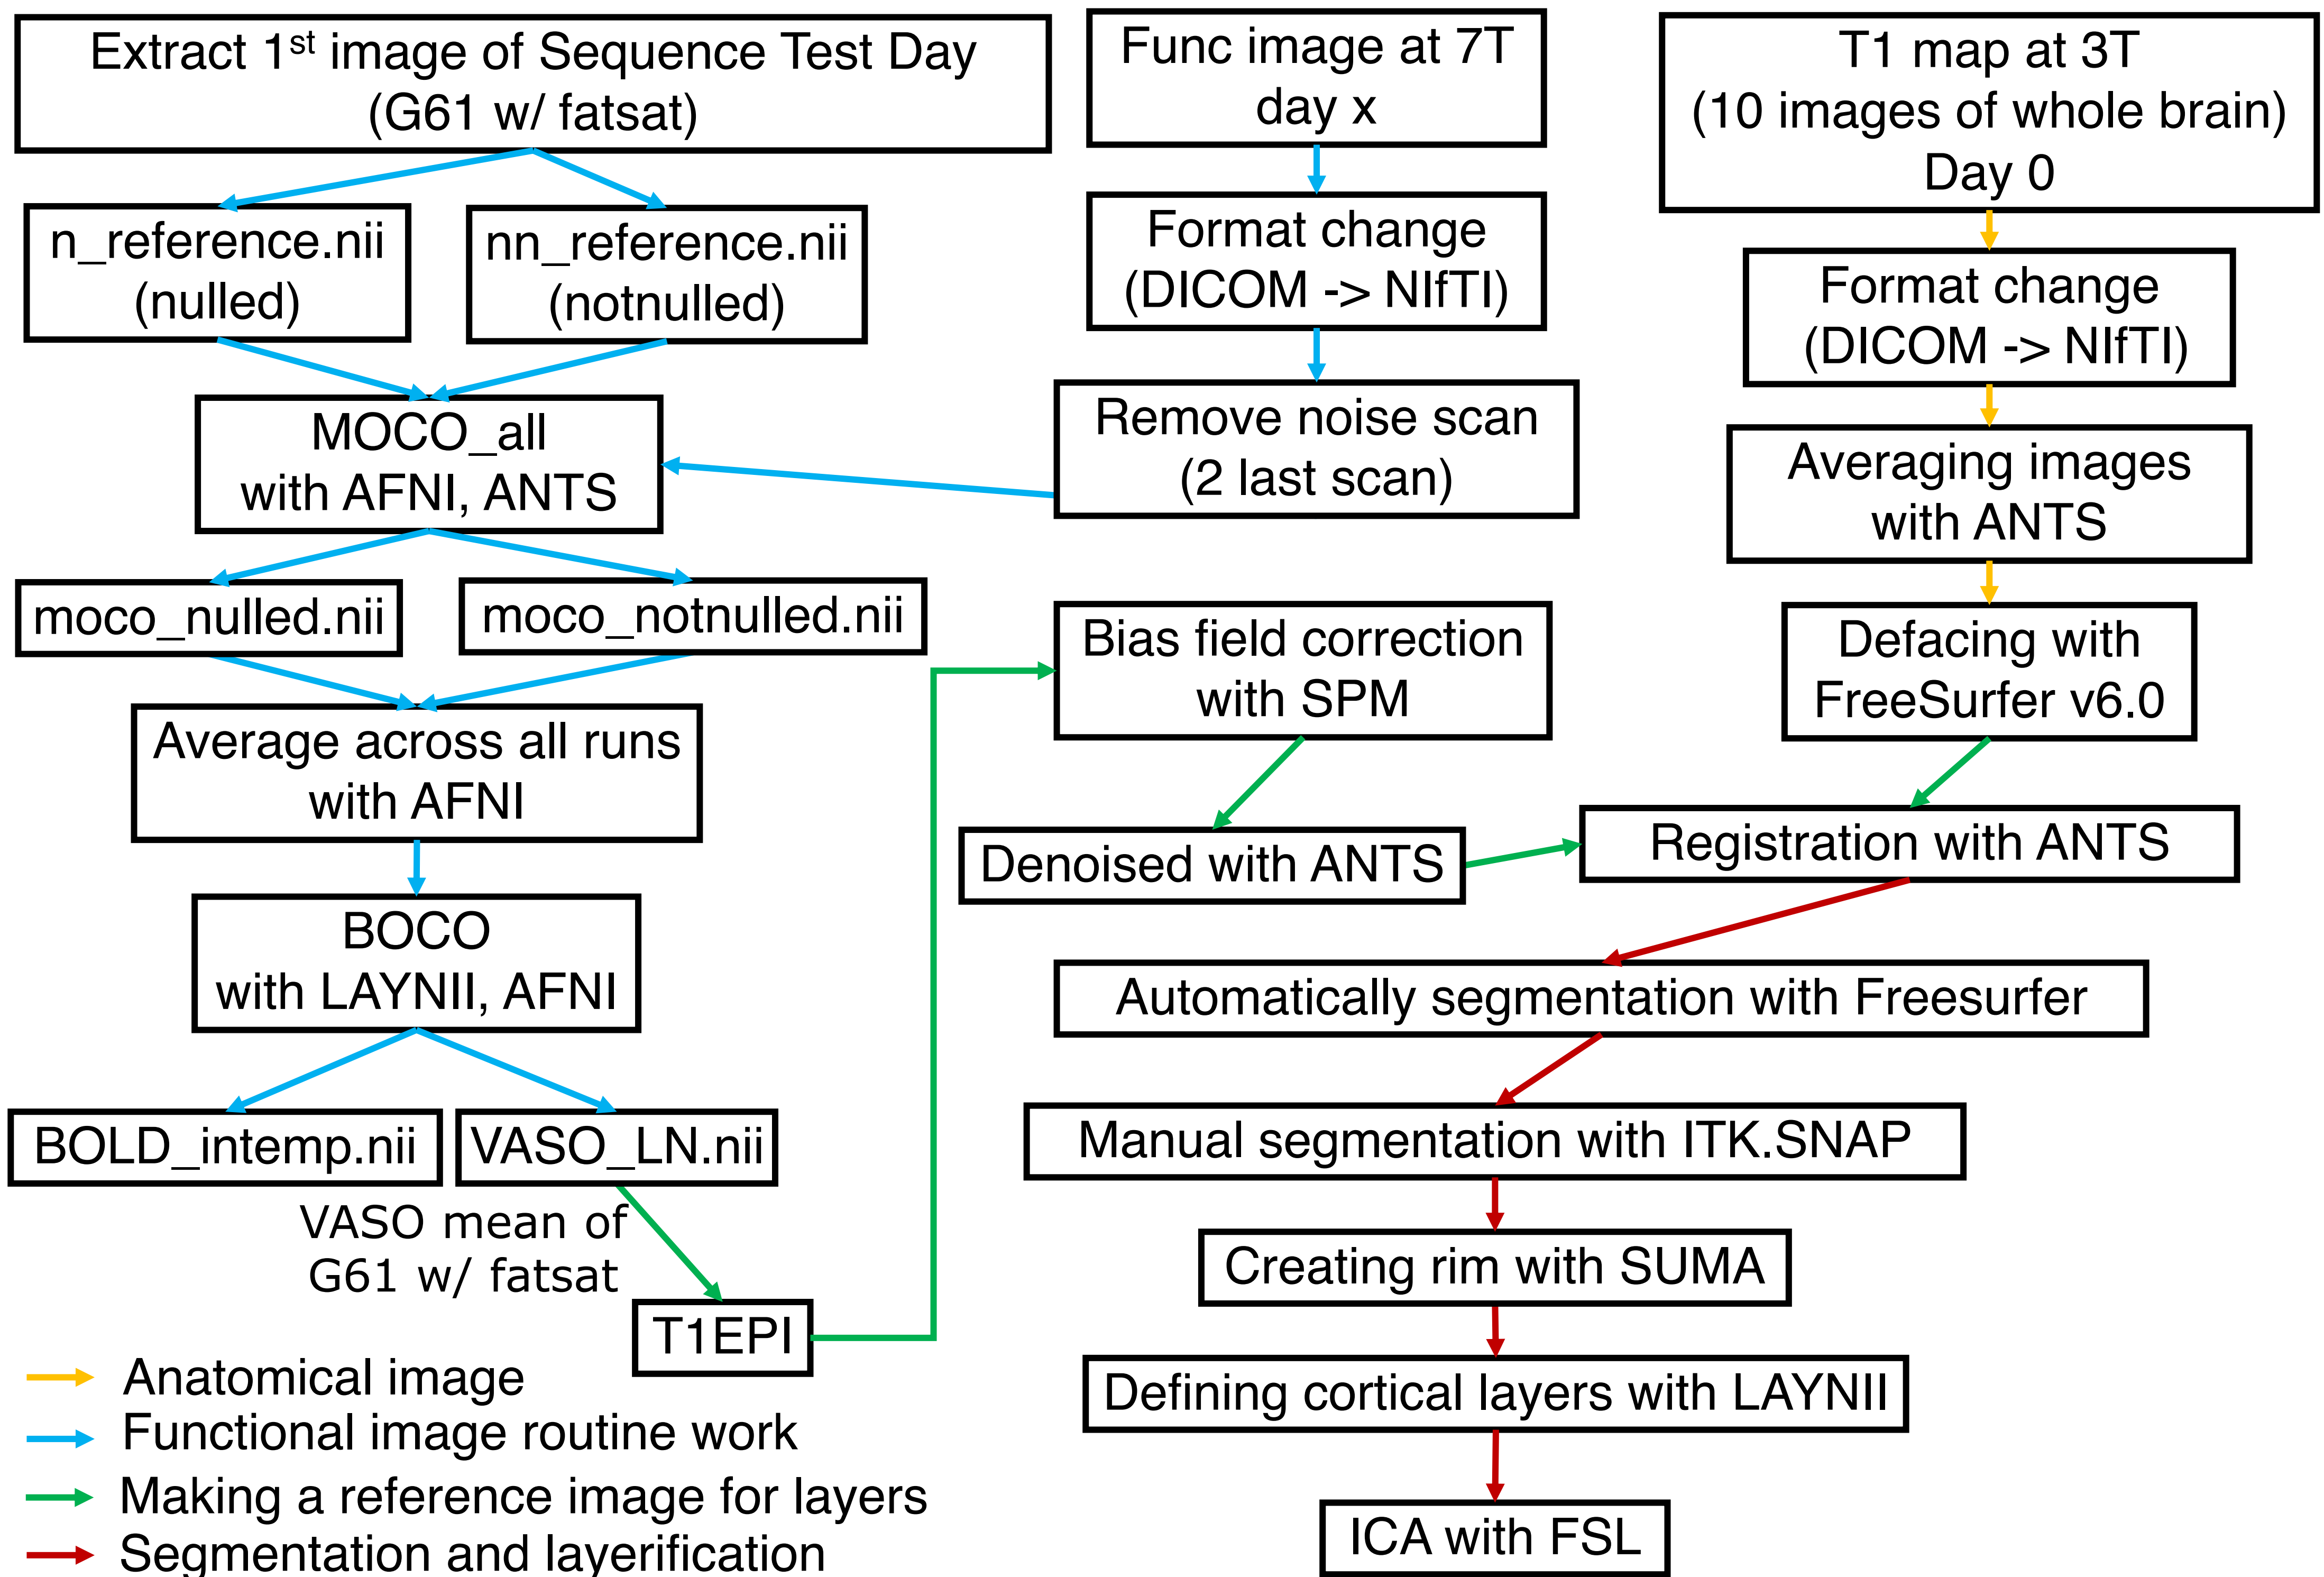 Extract 1st image of Sequence Test Day
(G61 w/ fatsat)
n_reference.nii
(nulled)
nn_reference.nii
(notnulled)
MOCO_all
with AFNI, ANTS
moco_nulled.nii
moco_notnulled.nii
Average across all runs
with AFNI
BOCO
with LAYNII, AFNI
BOLD_intemp.nii
VASO_LN.nii
VASO mean of
G61 w/ fatsat
T1EPI
Func image at 7T
day x
Format change
(DICOM -> NIfTI)
Remove noise scan
(2 last scan)
Bias field correction
with SPM
Denoised with ANTS
T1 map at 3T
(10 images of whole brain)
Day 0
Format change
(DICOM -> NIfTI)
Averaging images
with ANTS
Defacing with
FreeSurfer v6.0
Registration with ANTS
Automatically segmentation with Freesurfer
Manual segmentation with ITK.SNAP
Creating rim with SUMA
Defining cortical layers with LAYNII
ICA with FSL
Anatomical image
Functional image routine work
Making a reference image for layers
Segmentation and layerification